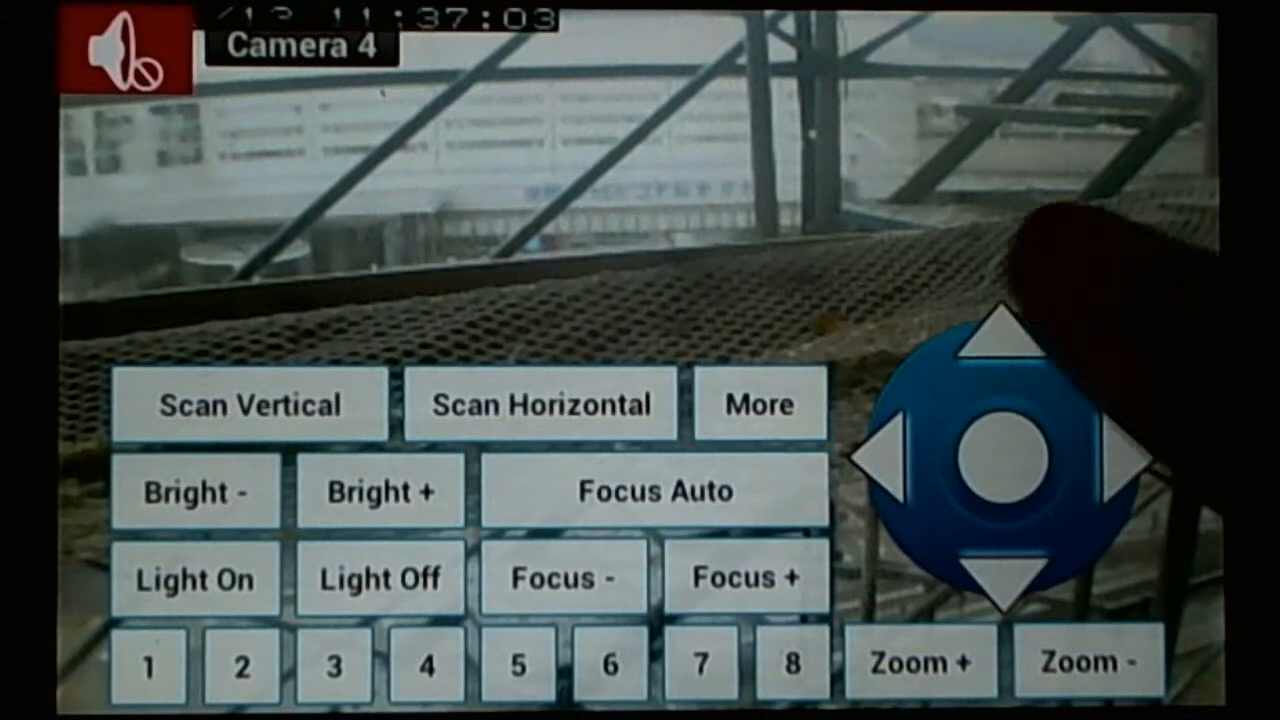 /13 11:37:03
Camera 4
Scan Vertical Scan Horizontal More
Bright - Bright + Focus Auto
Light On Light Off Focus - Focus +
1 2 3 4 5 6 7 8 Zoom + Zoom -